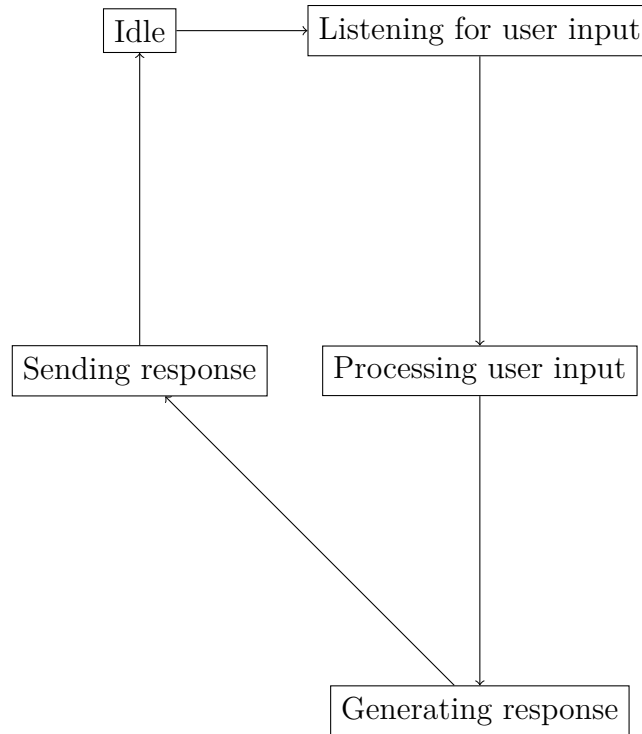 Idle
Listening for user input
Sending response
Processing user input
Generating response